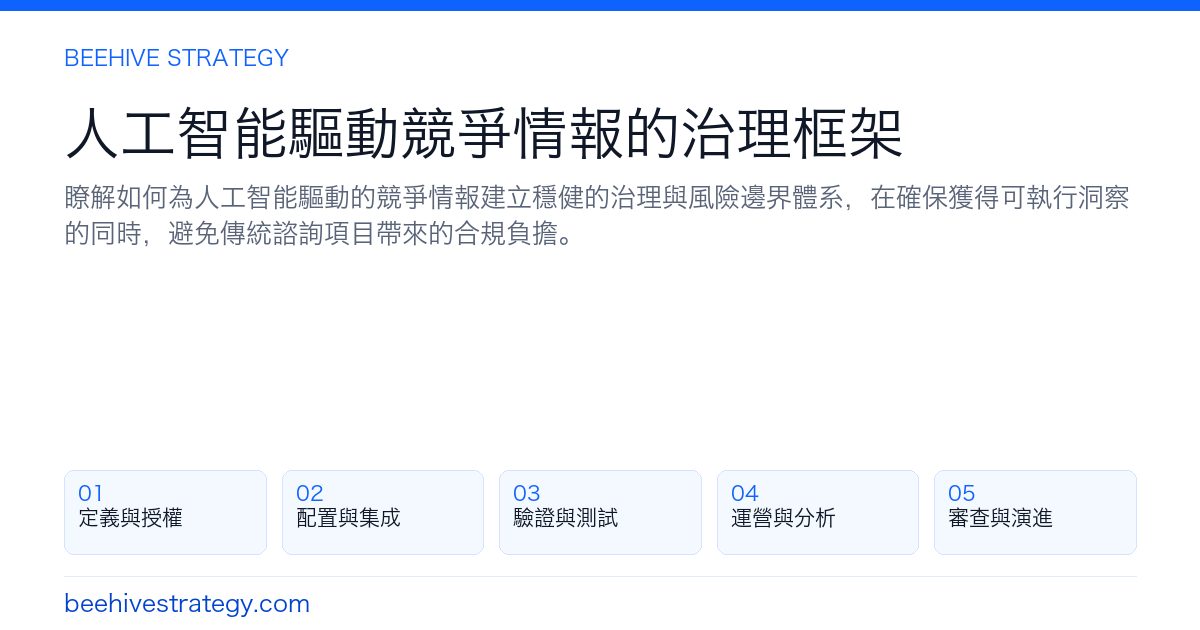 BEEHIVE STRATEGY
人工智能驅動競爭情報的治理框架
瞭解如何為人工智能驅動的競爭情報建立穩健的治理與風險邊界體系，在確保獲得可執行洞察
的同時，避免傳統諮詢項目帶來的合規負擔。
01
定義與授權
02
配置與集成
03
驗證與測試
04
運營與分析
05
審查與演進
beehivestrategy.com